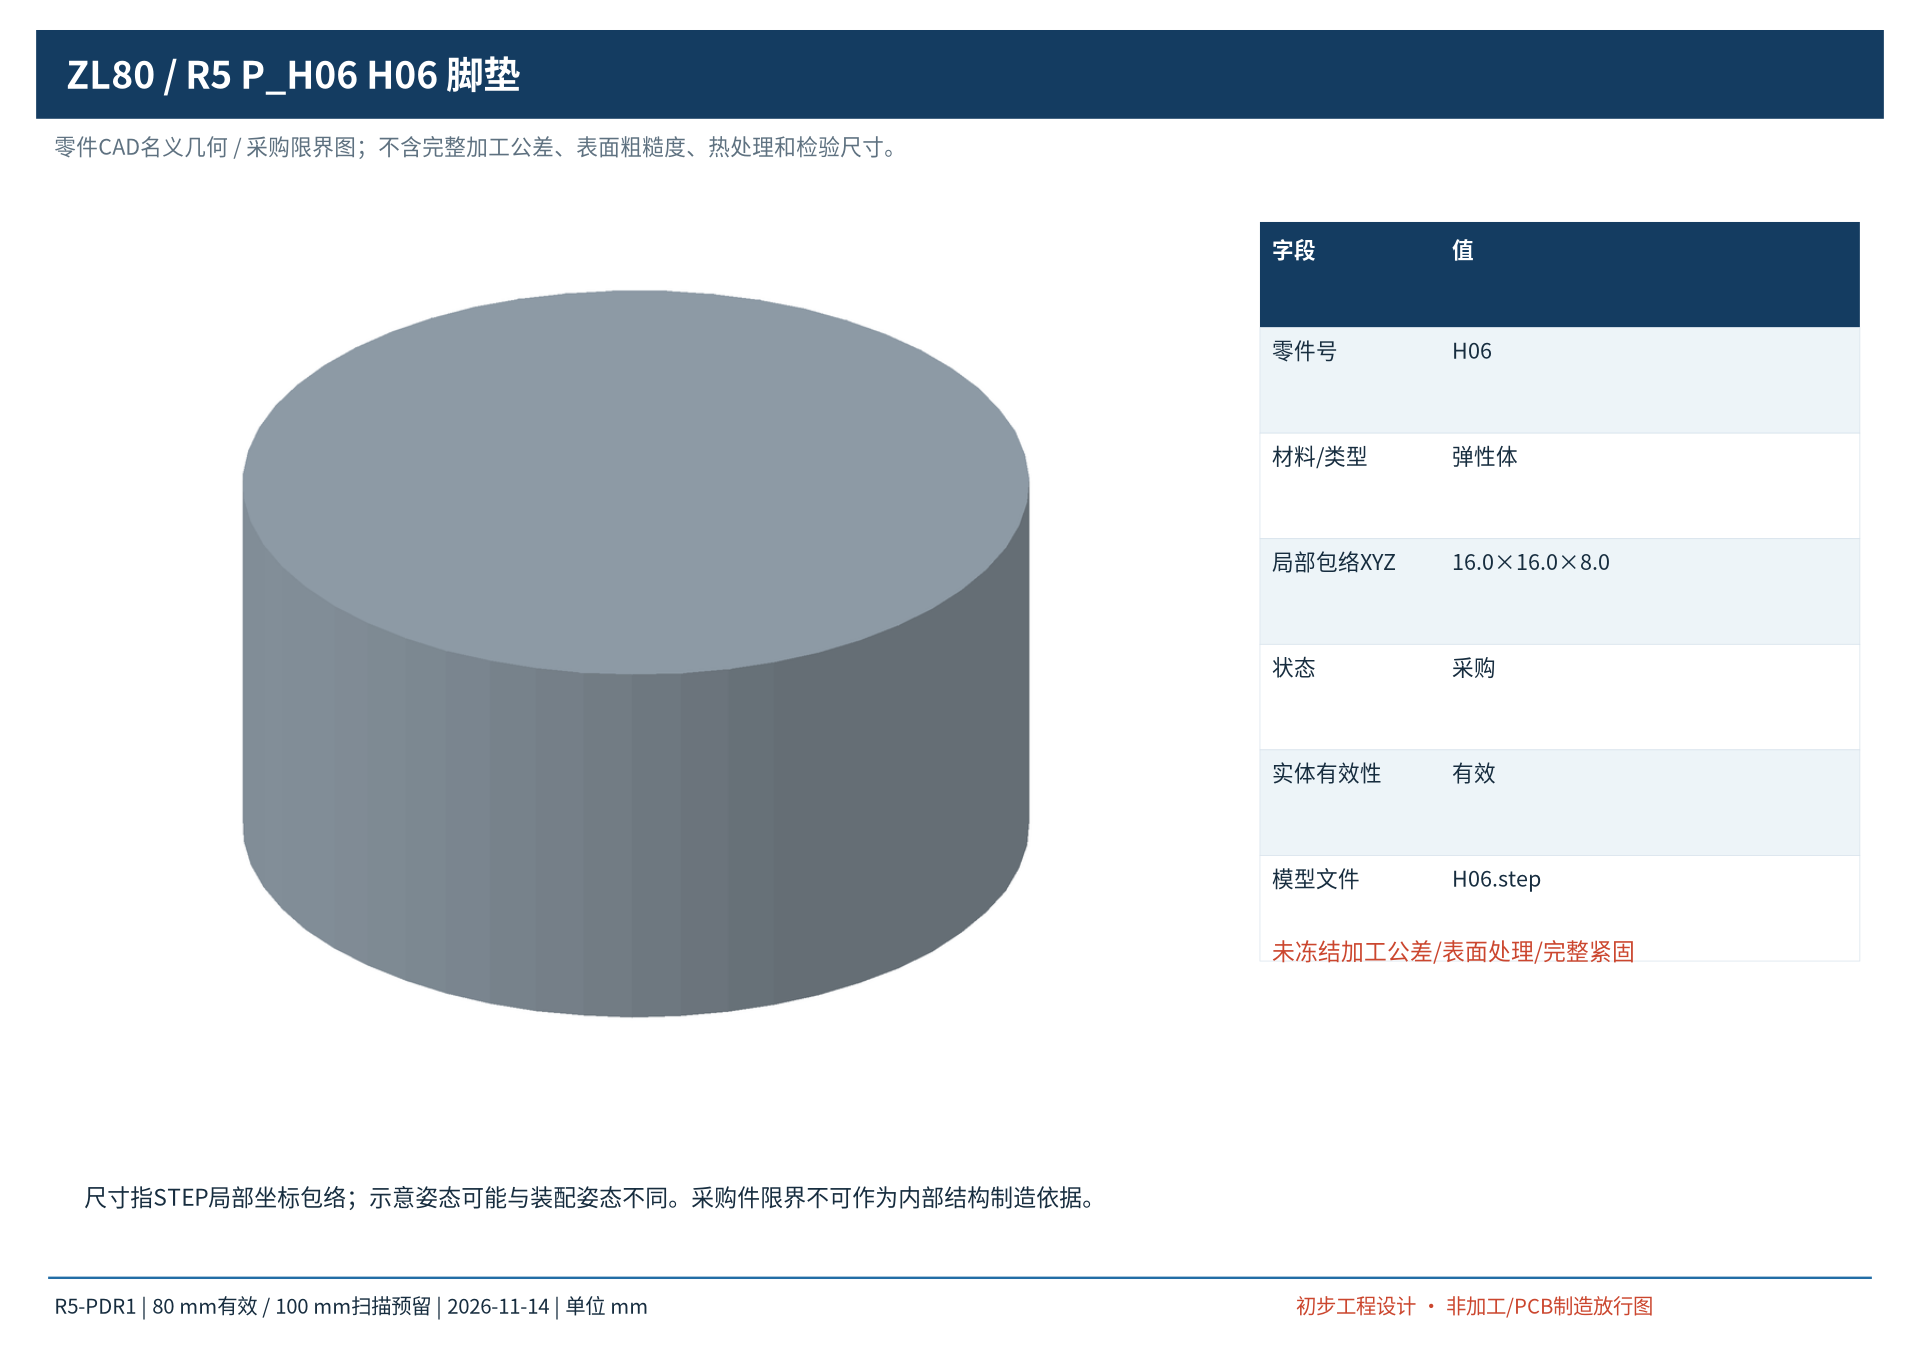 ZL80 / R5 P_H06 H06 脚垫
零件CAD名义几何 / 采购限界图；不含完整加工公差、表面粗糙度、热处理和检验尺寸。
字段 值
零件号 H06
材料/类型 弹性体
局部包络XYZ 16.0×16.0×8.0
状态 采购
实体有效性 有效
模型文件 H06.step
未冻结加工公差/表面处理/完整紧固
尺寸指STEP局部坐标包络；示意姿态可能与装配姿态不同。采购件限界不可作为内部结构制造依据。
R5-PDR1 | 80 mm有效 / 100 mm扫描预留 | 2026-11-14 | 单位 mm
初步工程设计 · 非加工/PCB制造放行图